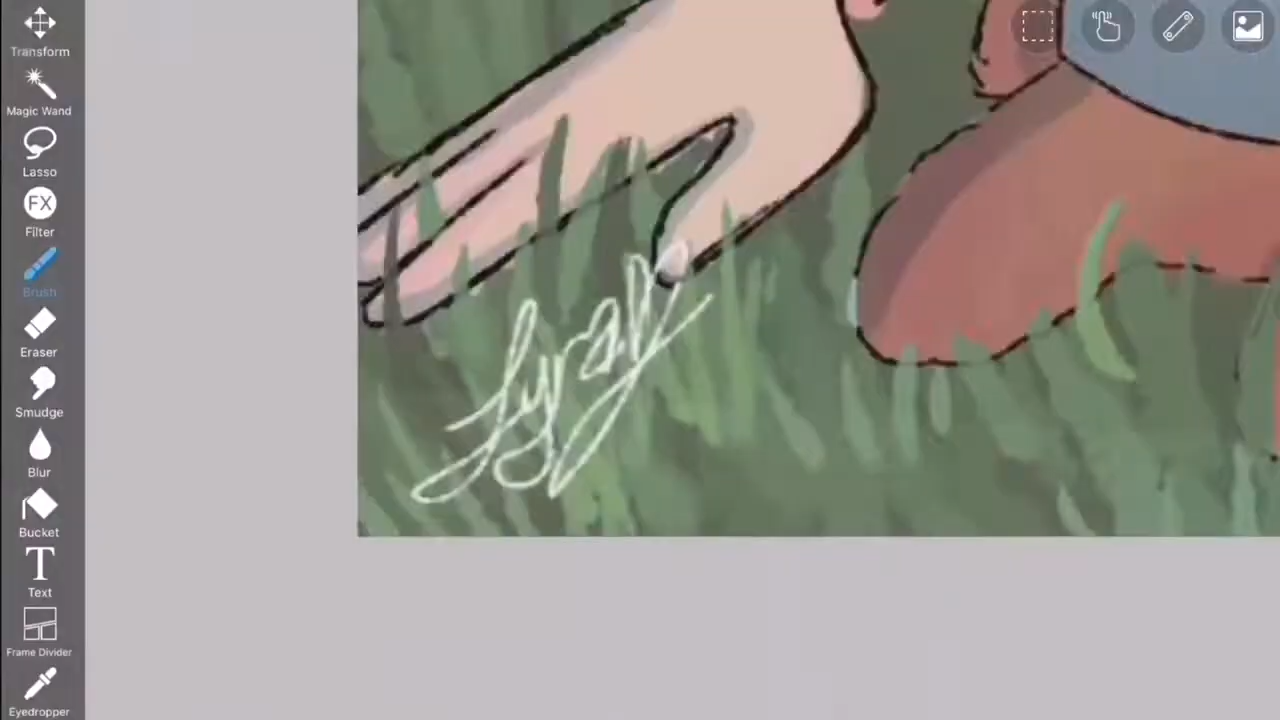 Transform
Magic Wand
Lasso
FX
Filter
Brush
Eraser
Smudge
Blur
Bucket
T
Text
Frame Divider
Eyedropper